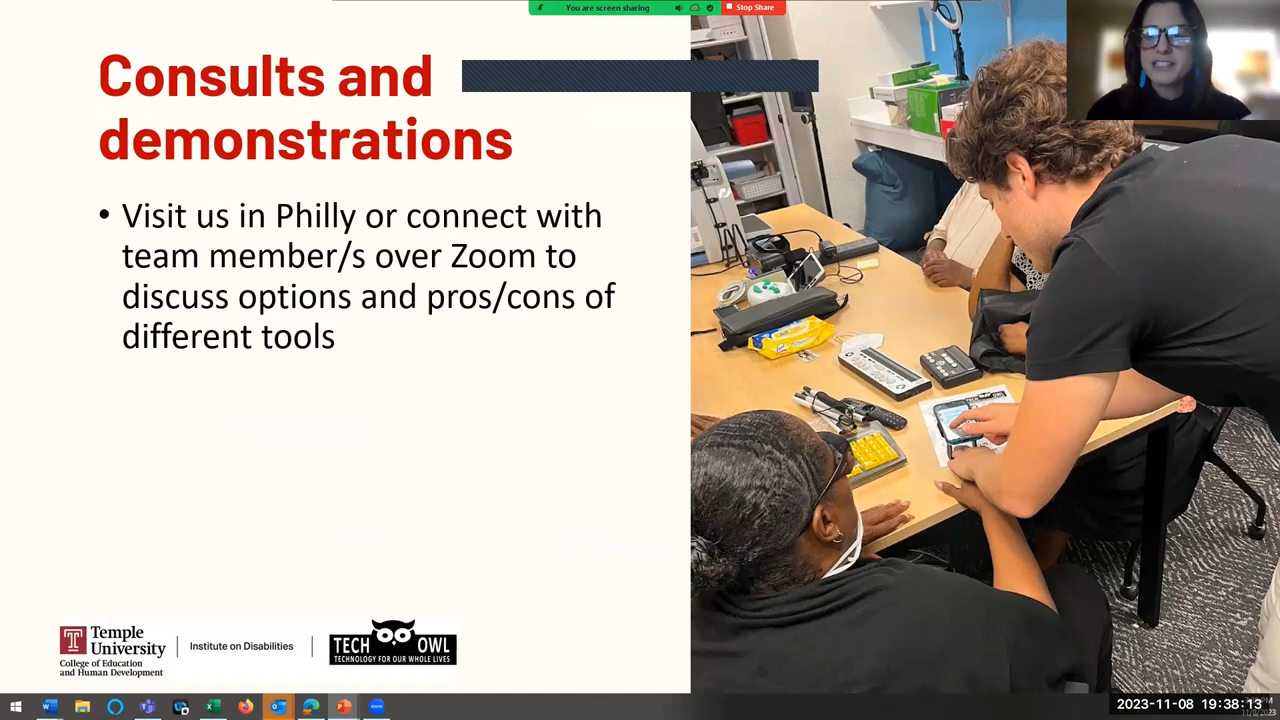 You are screen sharing
Stop Share
Consults and
demonstrations
• Visit us in Philly or connect with
team member/s over Zoom to
discuss options and pros/cons of
different tools
Temple
University
College of Education
and Human Development
Institute on Disabilities
TECH OWL
TECHNOLOGY FOR OUR WHOLE LIVES
2023-11-08 19:38:13